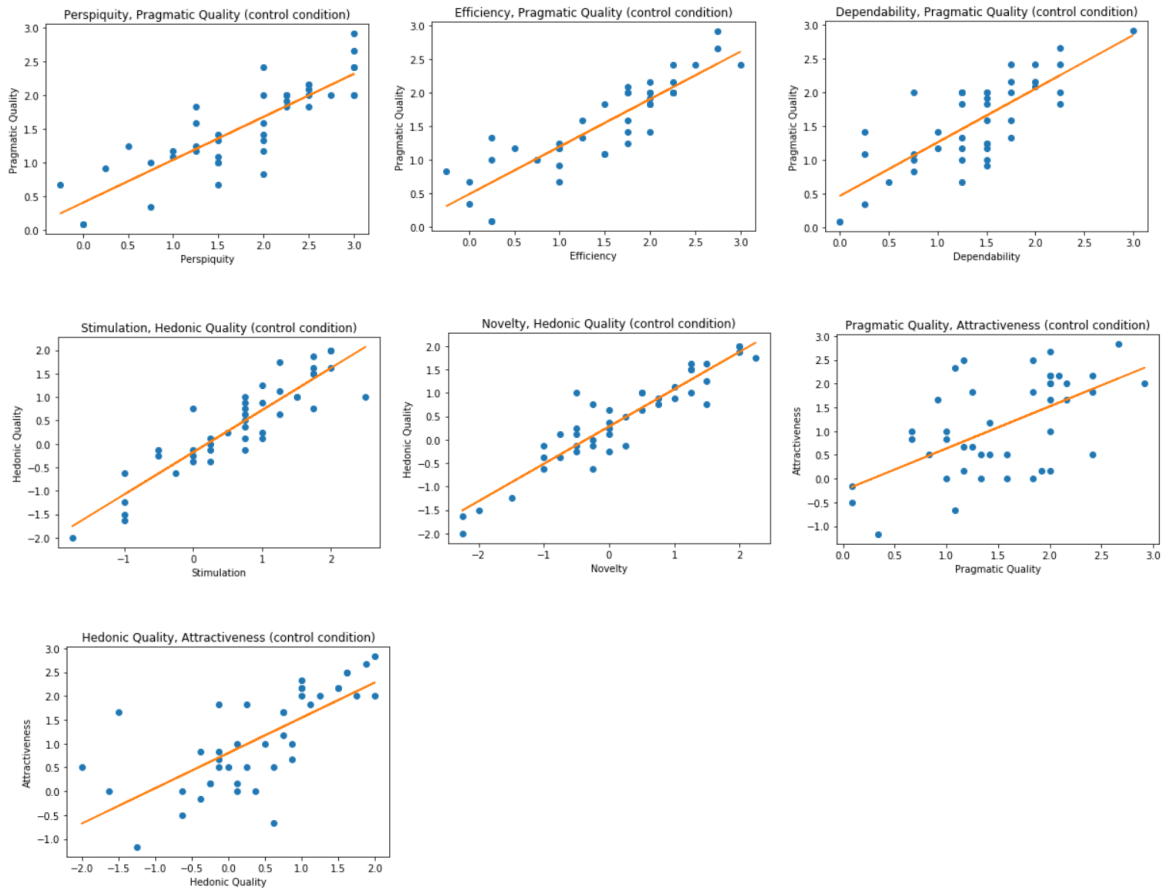 Perspiquity, Pragmatic Quality (control condition)
Pragmatic Quality
3.0
2.5
2.0
1.5
1.0
0.5
0.0
0.0 0.5 1.0 1.5 2.0 2.5 3.0
Perspiquity
Efficiency, Pragmatic Quality (control condition)
Pragmatic Quality
3.0
2.5
2.0
1.5
1.0
0.5
0.0
0.0 0.5 1.0 1.5 2.0 2.5 3.0
Efficiency
Dependability, Pragmatic Quality (control condition)
Pragmatic Quality
3.0
2.5
2.0
1.5
1.0
0.5
0.0
0.0 0.5 1.0 1.5 2.0 2.5 3.0
Dependability
Stimulation, Hedonic Quality (control condition)
Hedonic Quality
2.0
1.5
1.0
0.5
0.0
−0.5
−1.0
−1.5
−2.0
−1 0 1 2
Stimulation
Novelty, Hedonic Quality (control condition)
Hedonic Quality
2.0
1.5
1.0
0.5
0.0
−0.5
−1.0
−1.5
−2.0
−2 −1 0 1 2
Novelty
Pragmatic Quality, Attractiveness (control condition)
Attractiveness
3.0
2.5
2.0
1.5
1.0
0.5
0.0
−0.5
−1.0
0.0 0.5 1.0 1.5 2.0 2.5 3.0
Pragmatic Quality
Hedonic Quality, Attractiveness (control condition)
Attractiveness
3.0
2.5
2.0
1.5
1.0
0.5
0.0
−0.5
−1.0
−2.0 −1.5 −1.0 −0.5 0.0 0.5 1.0 1.5 2.0
Hedonic Quality